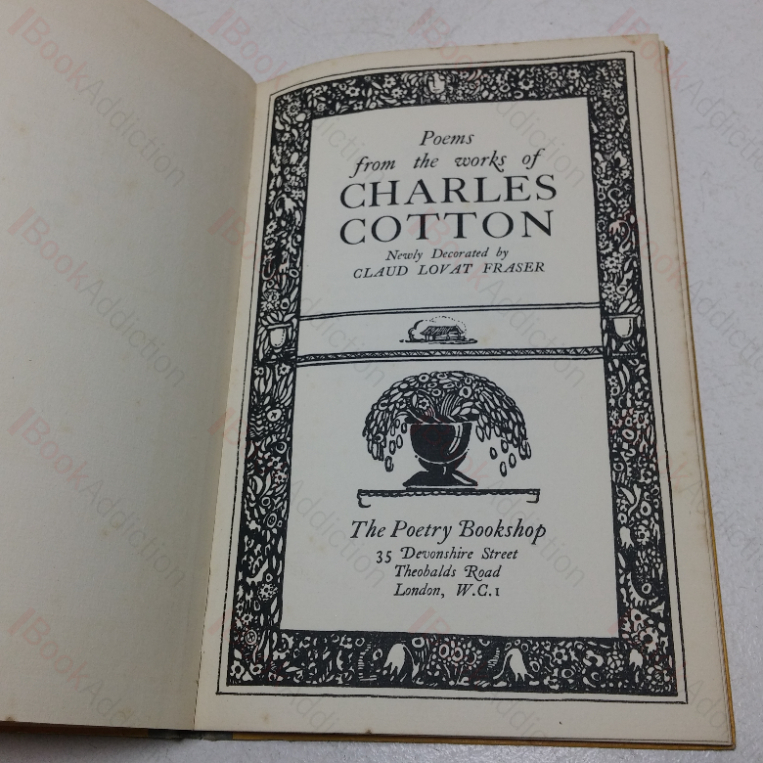 Poems
from the works of
CHARLES
COTTON
Newly Decorated by
CLAUD LOVAT FRASER
The Poetry Bookshop
35 Devonshire Street
Theobalds Road
London, W.C.1
BookAddiction